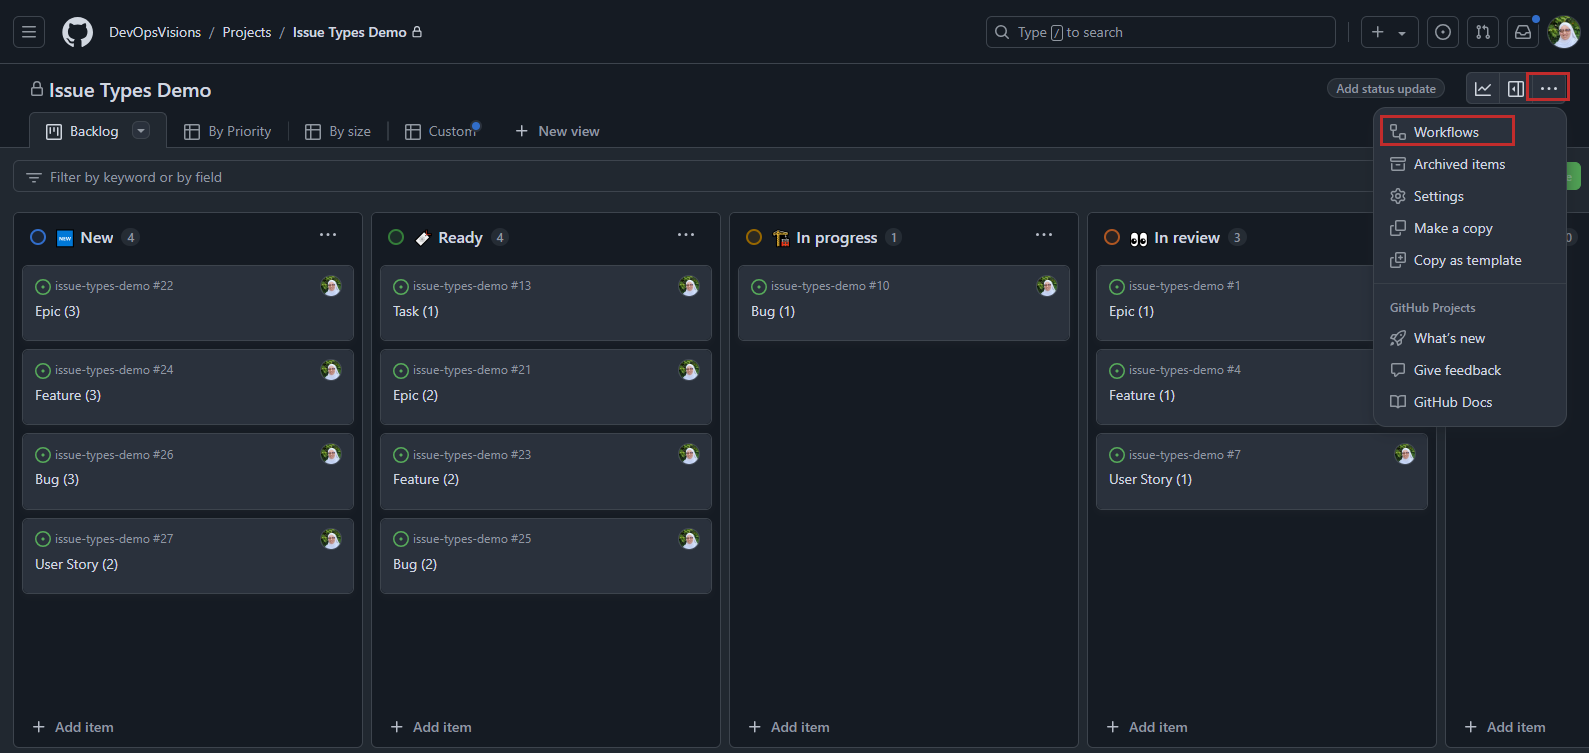 DevOpsVisions / Projects / Issue Types Demo
Type / to search
Issue Types Demo
Add status update
Backlog
By Priority
By size
Custom
New view
Filter by keyword or by field
Workflows
Archived items
Settings
Make a copy
Copy as template
GitHub Projects
What's new
Give feedback
GitHub Docs
NEW New 4
issue-types-demo #22
Epic (3)
issue-types-demo #24
Feature (3)
issue-types-demo #26
Bug (3)
issue-types-demo #27
User Story (2)
Add item
Ready 4
issue-types-demo #13
Task (1)
issue-types-demo #21
Epic (2)
issue-types-demo #23
Feature (2)
issue-types-demo #25
Bug (2)
Add item
In progress 1
issue-types-demo #10
Bug (1)
Add item
In review 3
issue-types-demo #1
Epic (1)
issue-types-demo #4
Feature (1)
issue-types-demo #7
User Story (1)
Add item
0
Add item